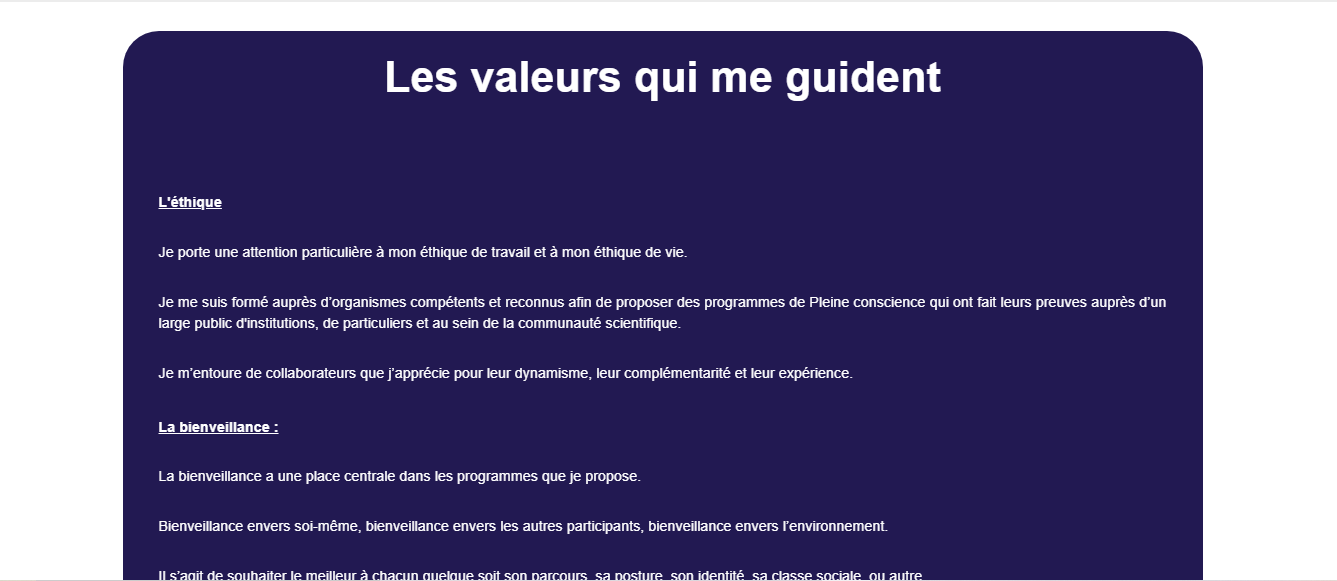 Les valeurs qui me guident
L'éthique
Je porte une attention particulière à mon éthique de travail et à mon éthique de vie.
Je me suis formé auprès d’organismes compétents et reconnus afin de proposer des programmes de Pleine conscience qui ont fait leurs preuves auprès d’un
large public d'institutions, de particuliers et au sein de la communauté scientifique.
Je m’entoure de collaborateurs que j’apprécie pour leur dynamisme, leur complémentarité et leur expérience.
La bienveillance :
La bienveillance a une place centrale dans les programmes que je propose.
Bienveillance envers soi-même, bienveillance envers les autres participants, bienveillance envers l’environnement.
Il s’agit de souhaiter le meilleur à chacun quelque soit son parcours, sa posture, son identité, sa classe sociale, ou autre